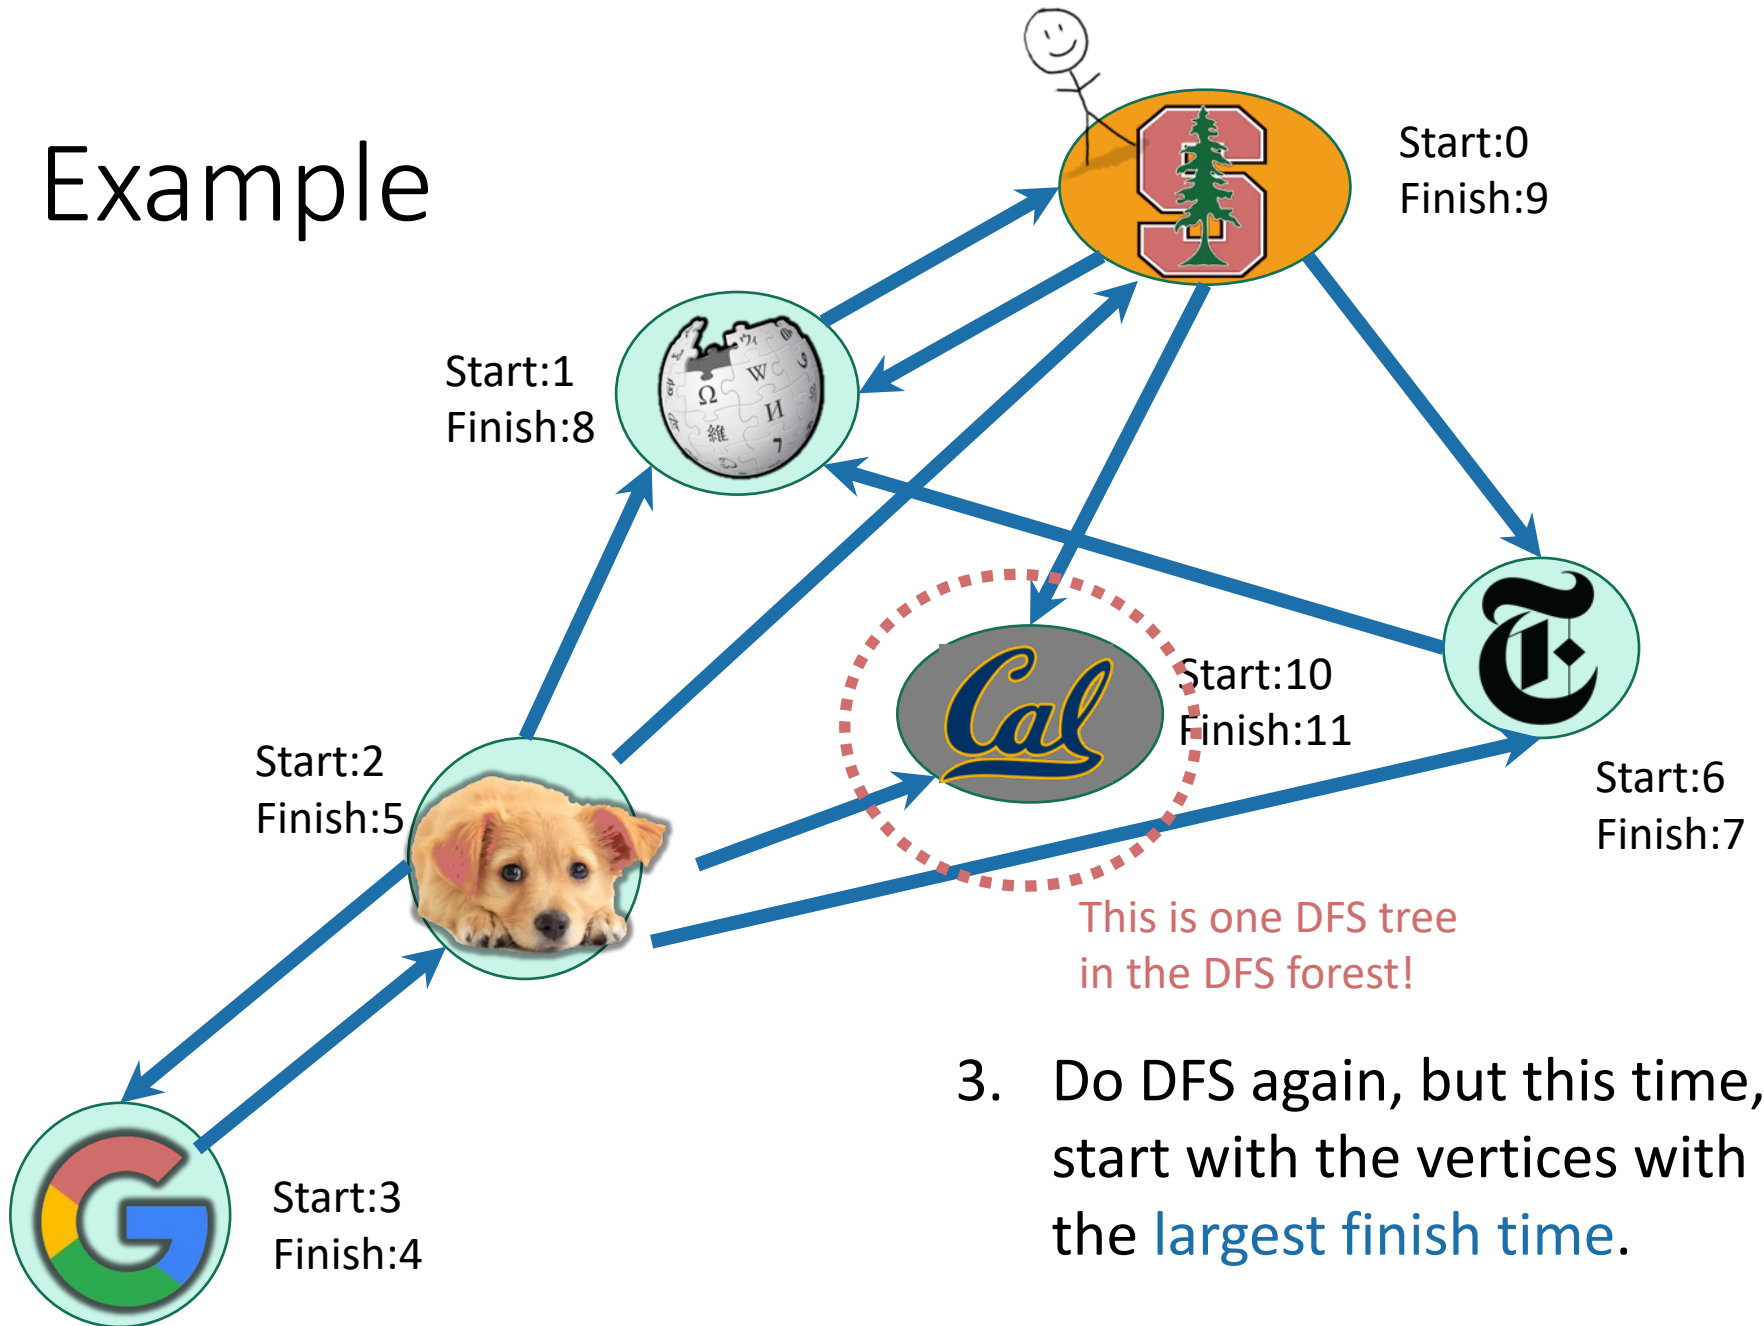 Example
Start:0
Finish:9
Start:1
Finish:8
Ω
W
И
維
Cal
Start:10
Finish:11
T
Start:2
Finish:5
Start:6
Finish:7
This is one DFS tree
in the DFS forest!
3. Do DFS again, but this time,
start with the vertices with
the largest finish time.
G
Start:3
Finish:4